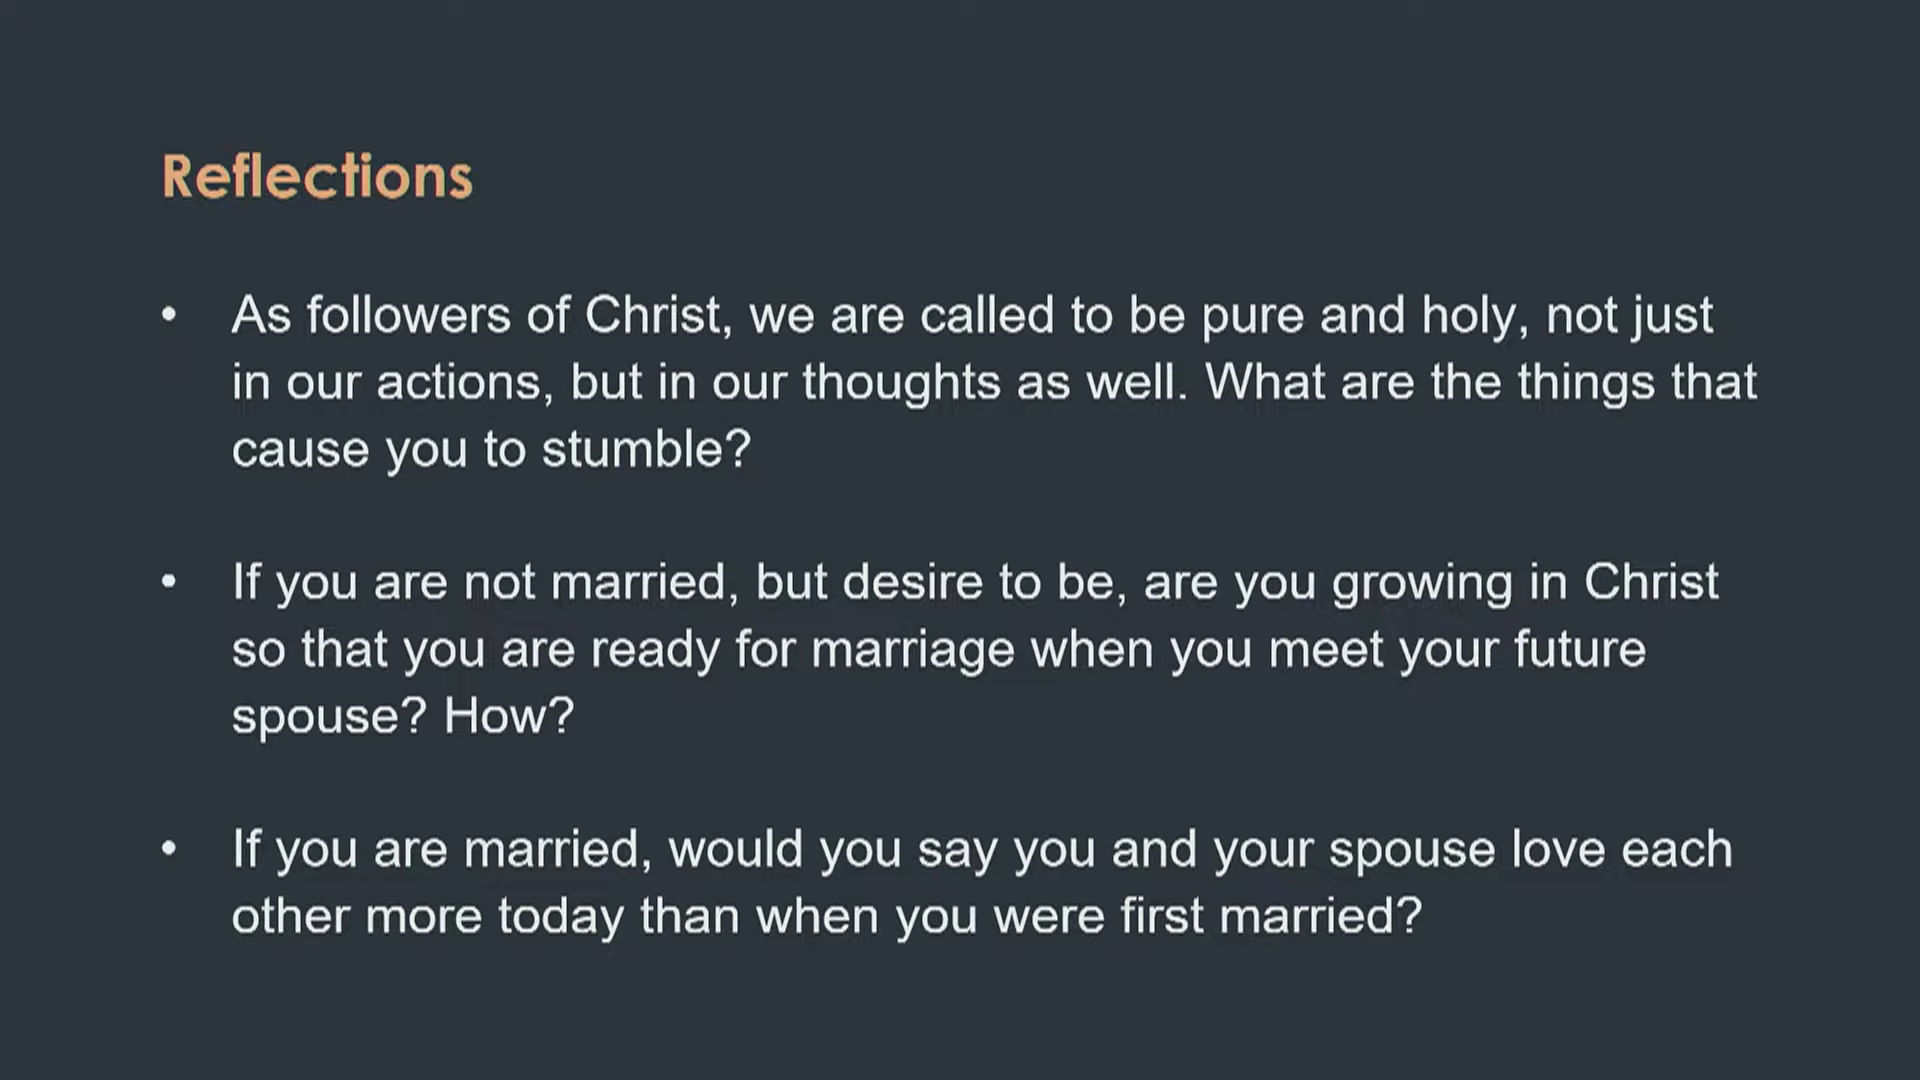 Reflections
• As followers of Christ, we are called to be pure and holy, not just
in our actions, but in our thoughts as well. What are the things that
cause you to stumble?
• If you are not married, but desire to be, are you growing in Christ
so that you are ready for marriage when you meet your future
spouse? How?
• If you are married, would you say you and your spouse love each
other more today than when you were first married?